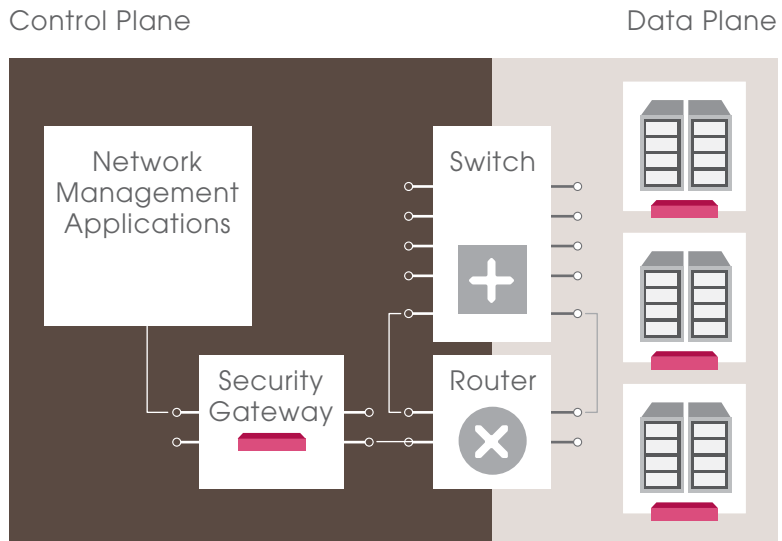 Control Plane
Data Plane
Network
Management
Applications
Switch
Security
Gateway
Router